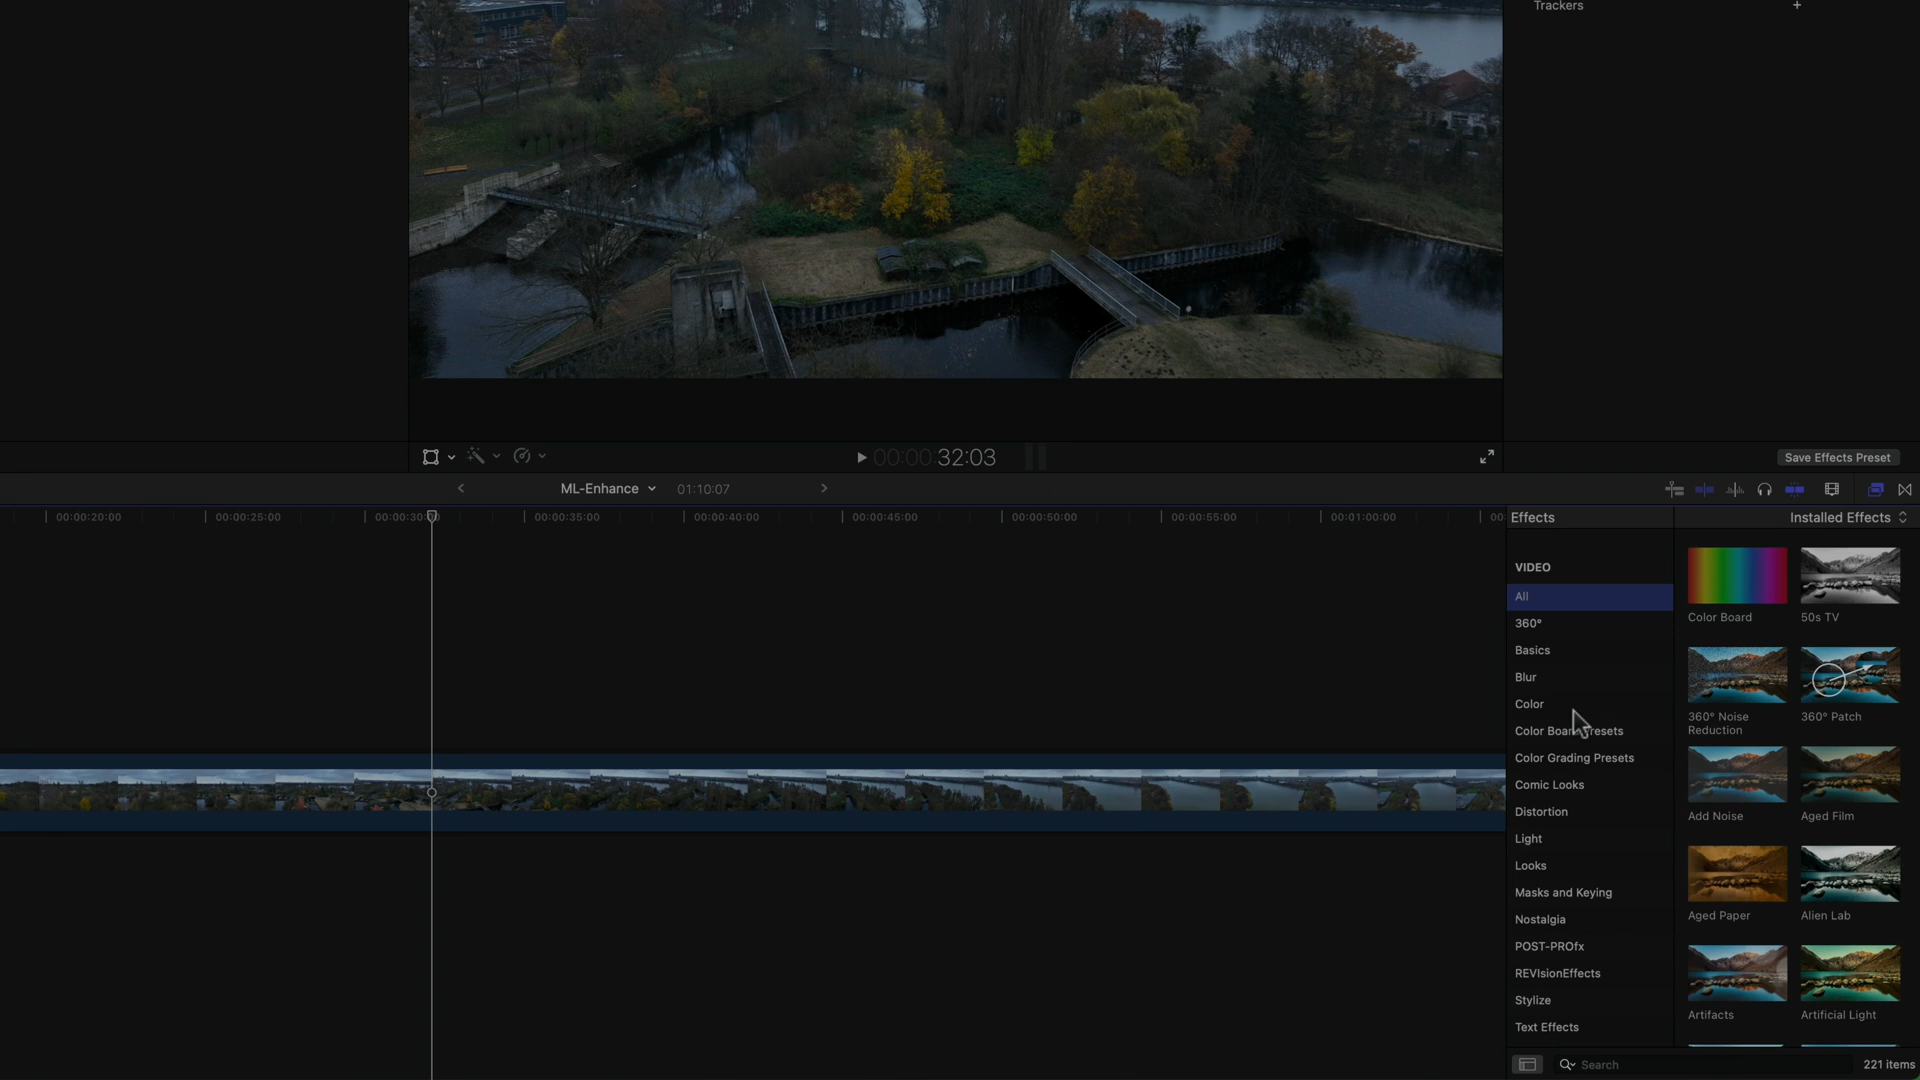 Trackers
00:00:00:32:03
Save Effects Preset
ML-Enhance
01:10:07
00:00:20:00
00:00:25:00
00:00:30:00
00:00:35:00
00:00:40:00
00:00:45:00
00:00:50:00
00:00:55:00
00:01:00:00
00:
Effects
Installed Effects
VIDEO
All
360°
Basics
Blur
Color
Color Board Presets
Color Grading Presets
Comic Looks
Distortion
Light
Looks
Masks and Keying
Nostalgia
POST-PROfx
REVIsionEffects
Stylize
Text Effects
Color Board
50s TV
360° Noise
Reduction
360° Patch
Add Noise
Aged Film
Aged Paper
Alien Lab
Artifacts
Artificial Light
Search
221 items